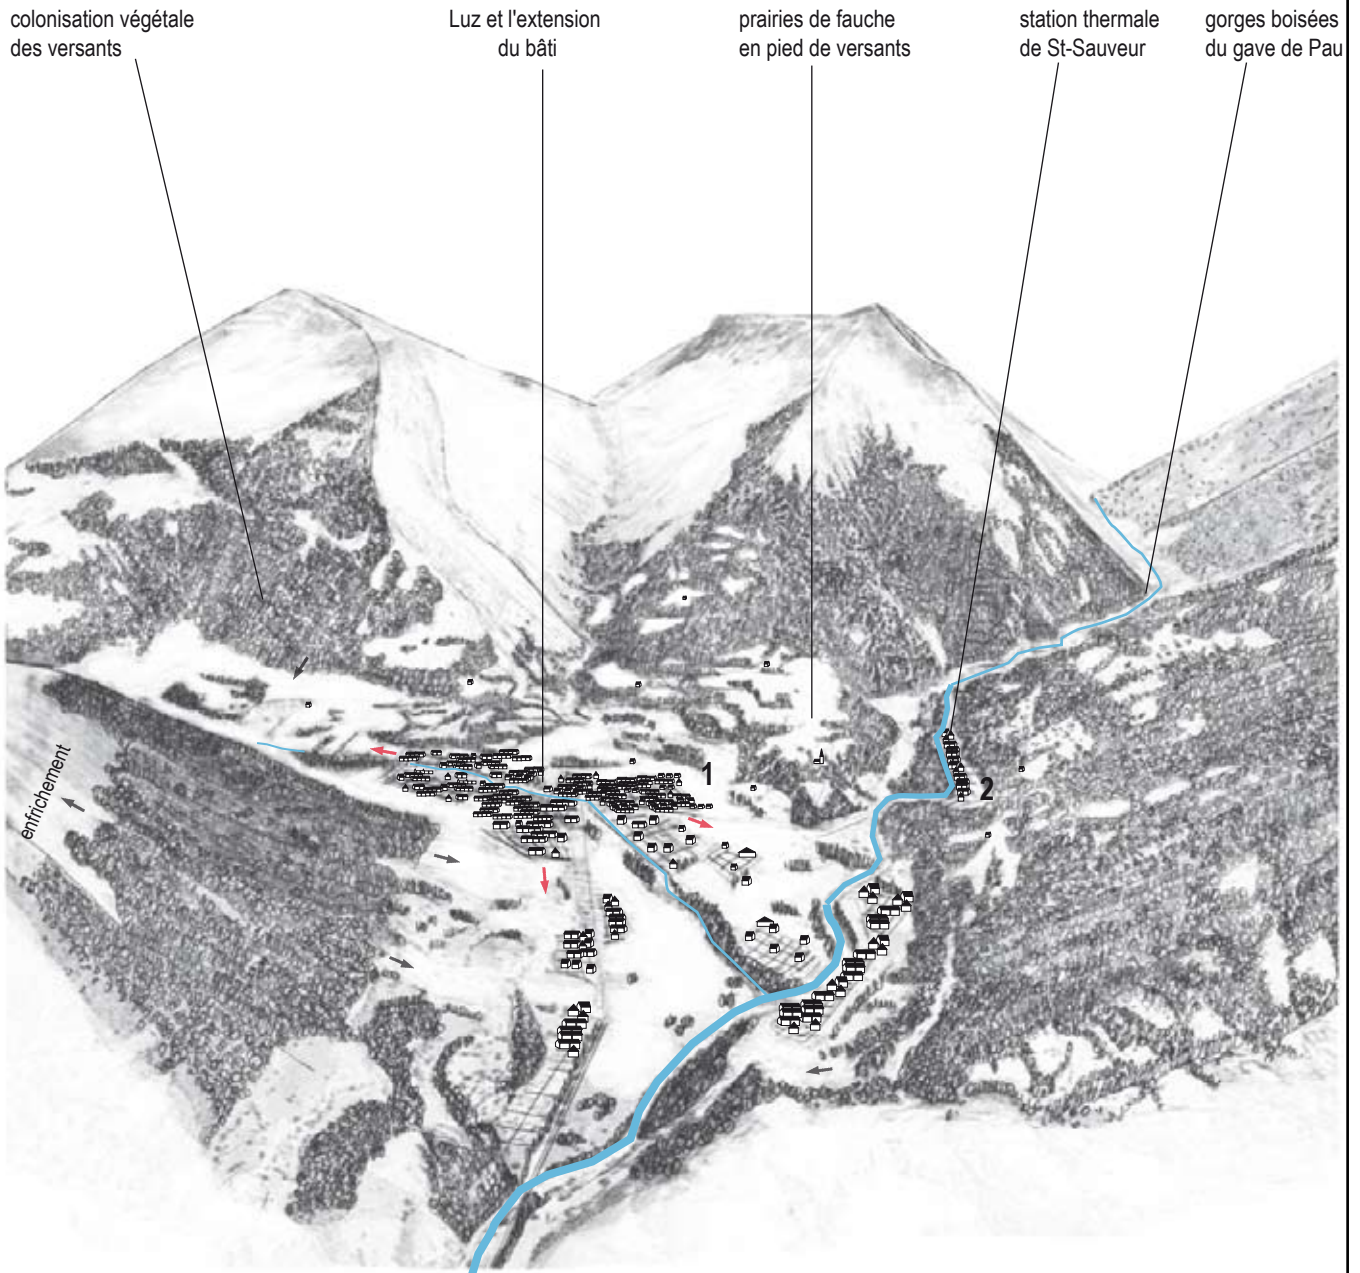 colonisation végétale
des versants
Luz et l'extension
du bâti
prairies de fauche
en pied de versants
station thermale
de St-Sauveur
gorges boisées
du gave de Pau
enfrichement
1
2